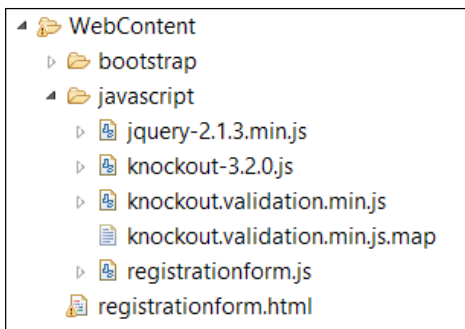 WebContent
bootstrap
javascript
jquery-2.1.3.min.js
knockout-3.2.0.js
knockout.validation.min.js
knockout.validation.min.js.map
registrationform.js
registrationform.html